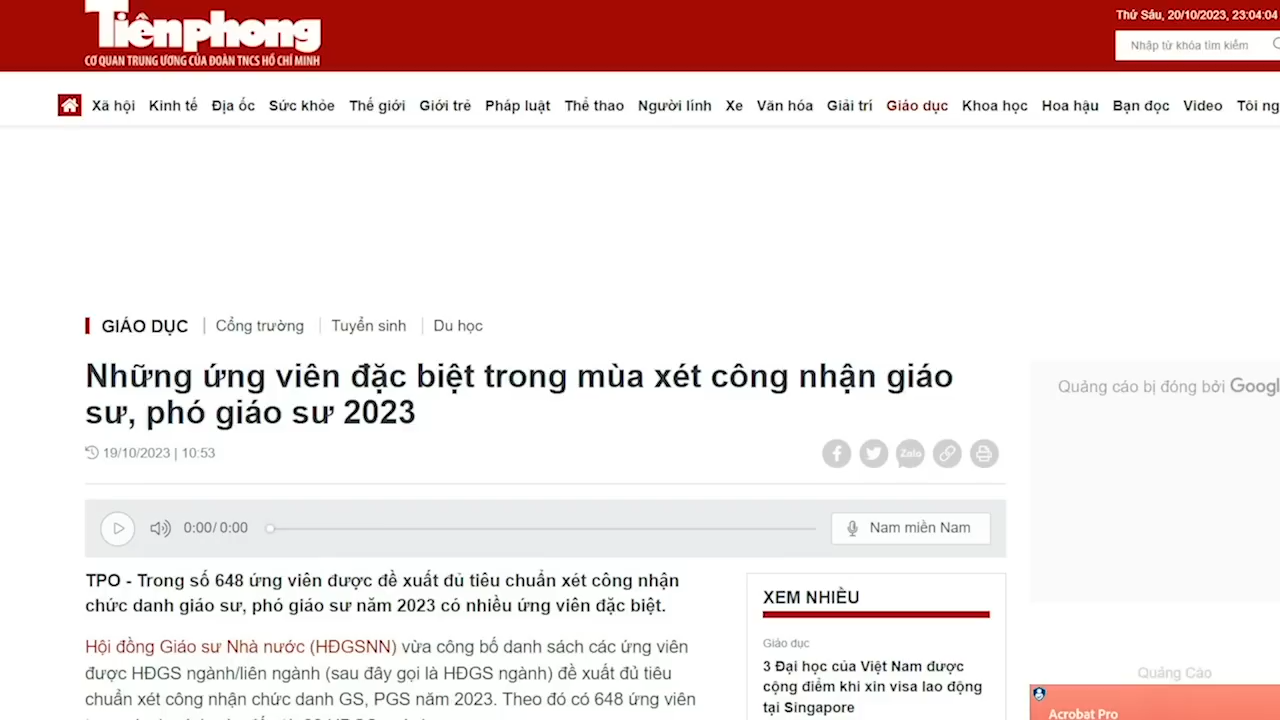 Tiền phong
CƠ QUAN TRUNG ƯƠNG CỦA ĐOÀN TNCS HỒ CHÍ MINH
Thứ Sáu, 20/10/2023, 23:04:04
Nhập từ khóa tìm kiếm
Xã hội Kinh tế Địa ốc Sức khỏe Thế giới Giới trẻ Pháp luật Thể thao Người lính Xe Văn hóa Giải trí Giáo dục Khoa học Hoa hậu Bạn đọc Video Tôi ng
GIÁO DỤC | Cổng trường | Tuyển sinh | Du học
Những ứng viên đặc biệt trong mùa xét công nhận giáo
sư, phó giáo sư 2023
19/10/2023 | 10:53
Zalo
Quảng cáo bị đóng bởi Googl
0:00/ 0:00
Nam miền Nam
TPO - Trong số 648 ứng viên được đề xuất đủ tiêu chuẩn xét công nhận
chức danh giáo sư, phó giáo sư năm 2023 có nhiều ứng viên đặc biệt.
Hội đồng Giáo sư Nhà nước (HĐGSNN) vừa công bố danh sách các ứng viên
được HĐGS ngành/liên ngành (sau đây gọi là HĐGS ngành) đề xuất đủ tiêu
chuẩn xét công nhận chức danh GS, PGS năm 2023. Theo đó có 648 ứng viên
XEM NHIỀU
Giáo dục
3 Đại học của Việt Nam được
cộng điểm khi xin visa lao động
tại Singapore
Quảng Cáo
Acrobat Pro